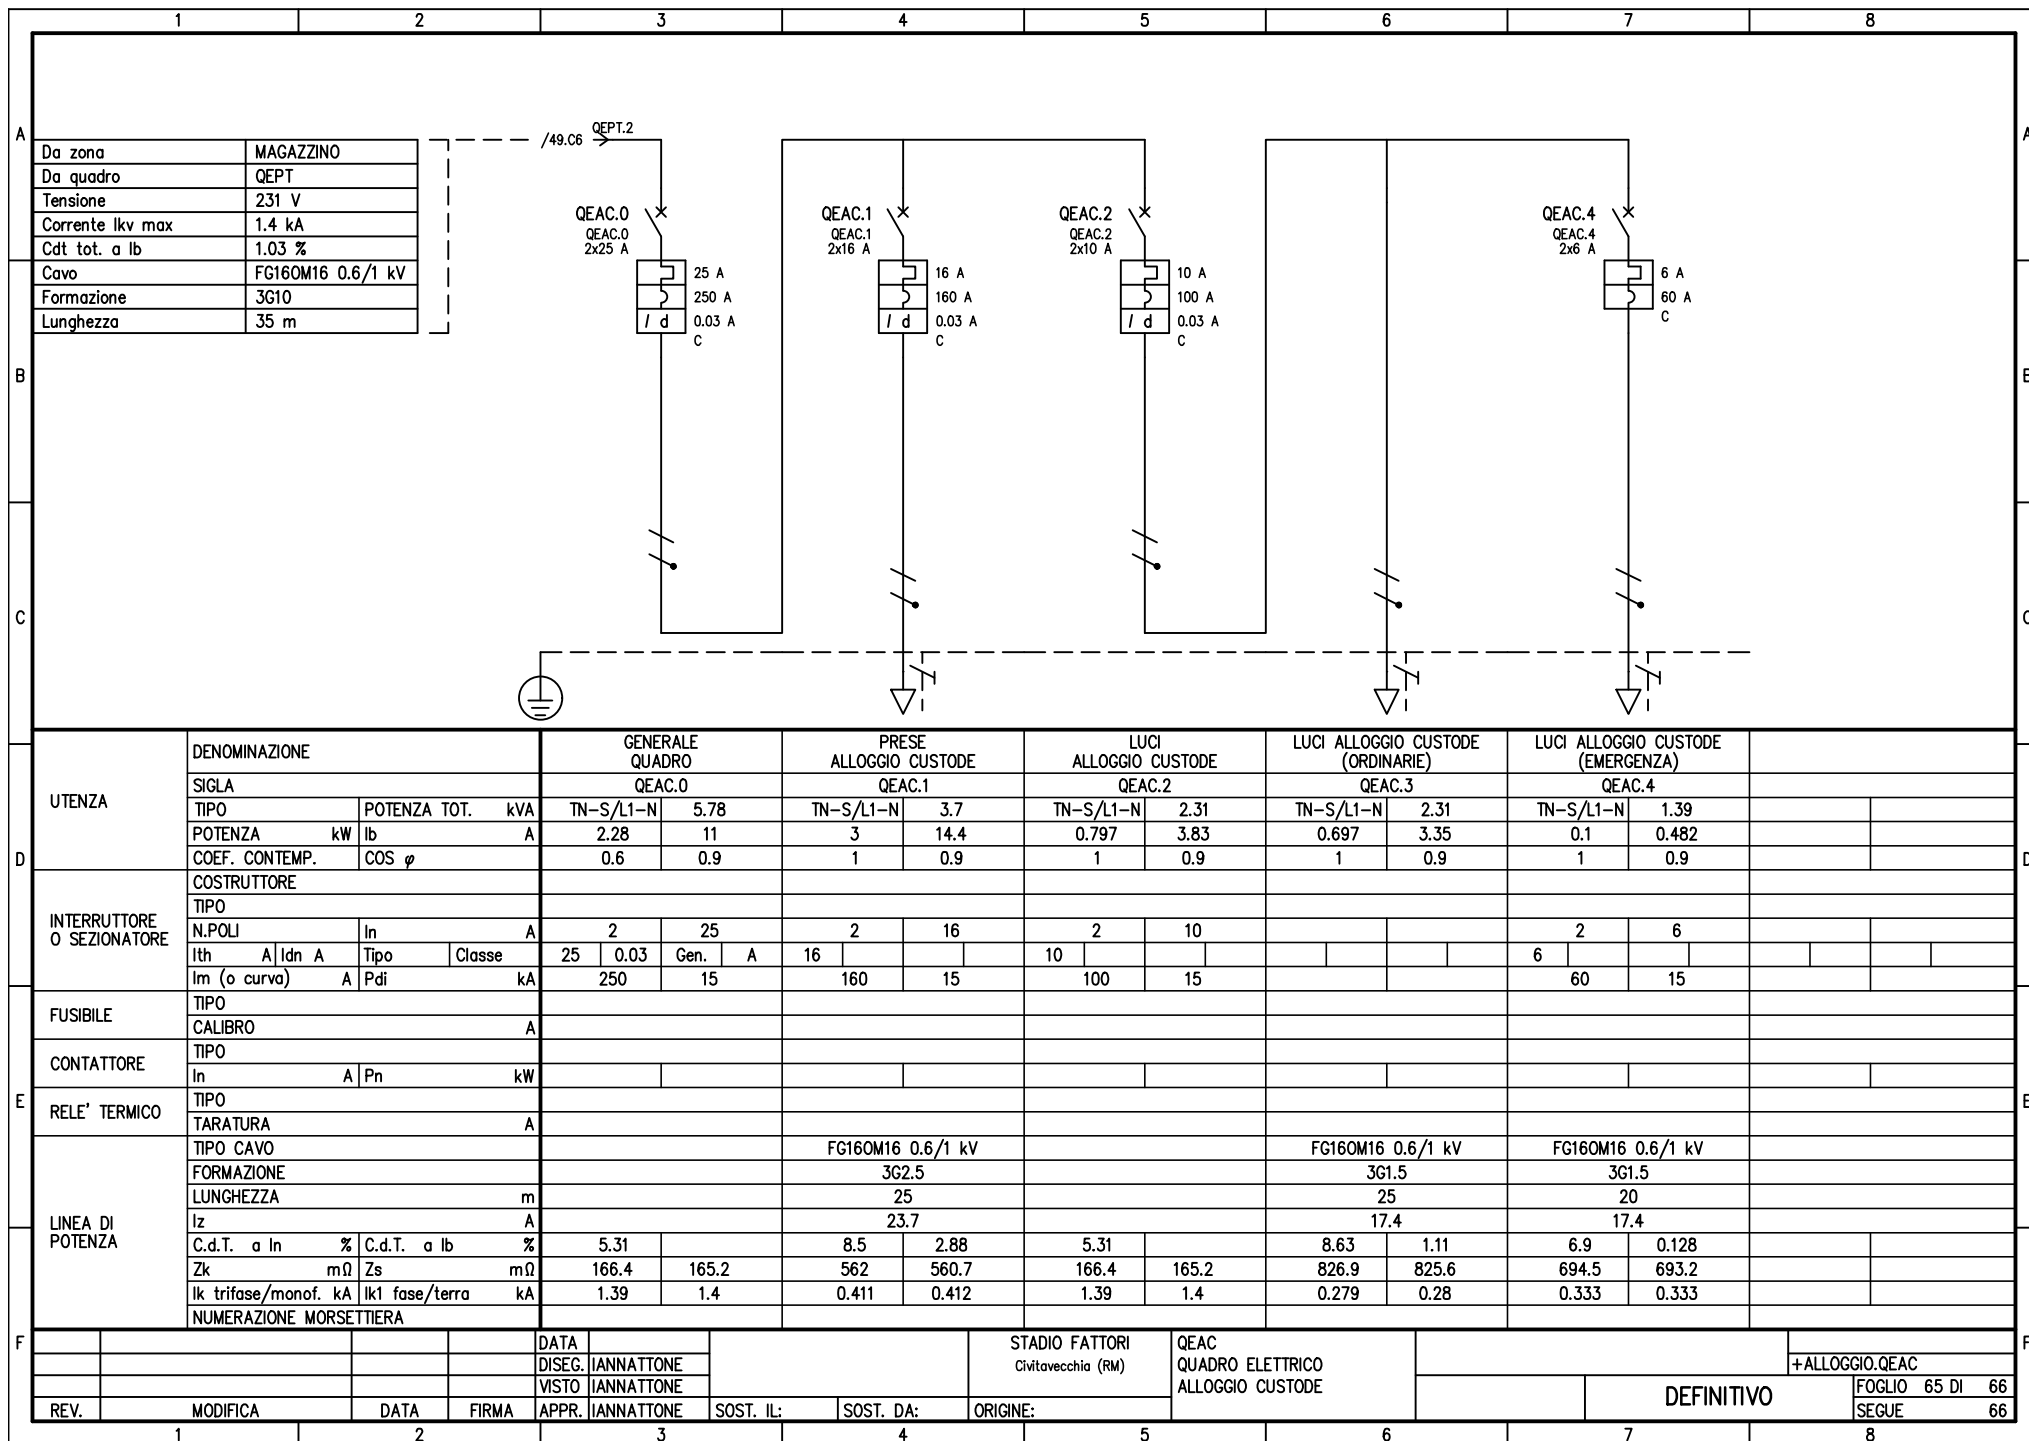 1 2 3 4 5 6 7 8
A A
/49.C6 QEPT.2
Da zona MAGAZZINO
Da quadro QEPT
Tensione 231 V
Corrente Ikv max 1.4 kA
Cdt tot. a Ib 1.03 %
Cavo FG16OM16 0.6/1 kV
Formazione 3G10
Lunghezza 35 m
QEAC.0 QEAC.1 QEAC.2 QEAC.4
QEAC.0 QEAC.1 QEAC.2 QEAC.4
2x25 A 2x16 A 2x10 A 2x6 A
25 A 16 A 10 A 6 A
250 A 160 A 100 A 60 A
I d 0.03 A I d 0.03 A I d 0.03 A C
C C C
B
C
UTENZA
DENOMINAZIONE GENERALE QUADRO PRESE ALLOGGIO CUSTODE LUCI ALLOGGIO CUSTODE LUCI ALLOGGIO CUSTODE (ORDINARIE) LUCI ALLOGGIO CUSTODE (EMERGENZA)
SIGLA QEAC.0 QEAC.1 QEAC.2 QEAC.3 QEAC.4
TIPO POTENZA TOT. kVA TN-S/L1-N 5.78 TN-S/L1-N 3.7 TN-S/L1-N 2.31 TN-S/L1-N 2.31 TN-S/L1-N 1.39
POTENZA kW Ib A 2.28 11 3 14.4 0.797 3.83 0.697 3.35 0.1 0.482
D COEF. CONTEMP. COS φ 0.6 0.9 1 0.9 1 0.9 1 0.9 1 0.9
INTERRUTTORE O SEZIONATORE
COSTRUTTORE
TIPO
N.POLI In A 2 25 2 16 2 10 2 6
Ith A Idn A Tipo Classe 25 0.03 Gen. A 16 10 6
Im (o curva) A Pdi kA 250 15 160 15 100 15 60 15
FUSIBILE
TIPO
CALIBRO A
CONTATTORE
TIPO
In A Pn kW
E RELE' TERMICO E
TIPO
TARATURA A
LINEA DI POTENZA
TIPO CAVO FG16OM16 0.6/1 kV FG16OM16 0.6/1 kV FG16OM16 0.6/1 kV
FORMAZIONE 3G2.5 3G1.5 3G1.5
LUNGHEZZA m 25 25 20
Iz A 23.7 17.4 17.4
C.d.T. a In % C.d.T. a Ib % 5.31 8.5 2.88 5.31 8.63 1.11 6.9 0.128
Zk mΩ Zs mΩ 166.4 165.2 562 560.7 166.4 165.2 826.9 825.6 694.5 693.2
Ik trifase/monof. kA Ik1 fase/terra kA 1.39 1.4 0.411 0.412 1.39 1.4 0.279 0.28 0.333 0.333
NUMERAZIONE MORSETTIERA
F DATA STADIO FATTORI QEAC F
DISEG. IANNATTONE Civitavecchia (RM) QUADRO ELETTRICO +ALLOGGIO.QEAC
VISTO IANNATTONE ALLOGGIO CUSTODE DEFINITIVO FOGLIO 65 DI 66
REV. MODIFICA DATA FIRMA APPR. IANNATTONE SOST. IL: SOST. DA: ORIGINE: SEGUE 66
1 2 3 4 5 6 7 8